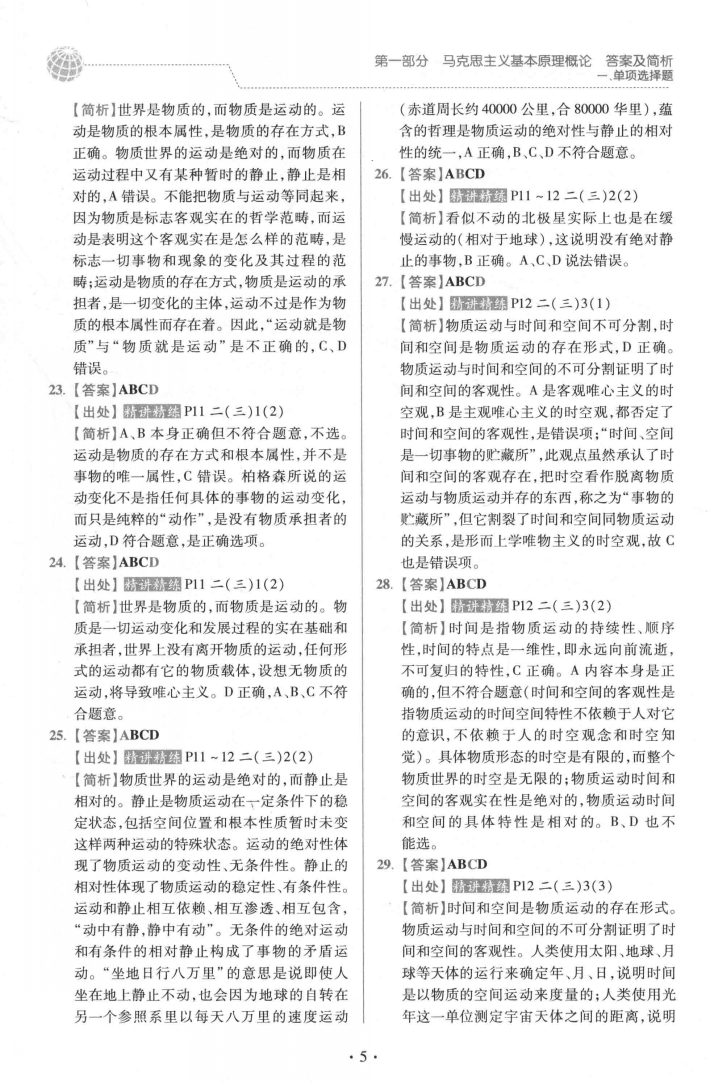 第一部分 马克思主义基本原理概论 答案及简析
一、单项选择题
【简析】世界是物质的,而物质是运动的。运
动是物质的根本属性,是物质的存在方式,B
正确。物质世界的运动是绝对的,而物质在
运动过程中又有某种暂时的静止,静止是相
对的,A错误。不能把物质与运动等同起来,
因为物质是标志客观实在的哲学范畴,而运
动是表明这个客观实在是怎么样的范畴,是
标志一切事物和现象的变化及其过程的范
畴;运动是物质的存在方式,物质是运动的承
担者,是一切变化的主体,运动不过是作为物
质的根本属性而存在着。因此,“运动就是物
质”与“物质就是运动”是不正确的,C、D
错误。
23.【答案】ABCD
【出处】精讲精练P11 二(三)1(2)
【简析】A、B本身正确但不符合题意,不选。
运动是物质的存在方式和根本属性,并不是
事物的唯一属性,C错误。柏格森所说的运
动变化不是指任何具体的事物的运动变化,
而只是纯粹的“动作”,是没有物质承担者的
运动,D符合题意,是正确选项。
24.【答案】ABCD
【出处】精讲精练P11 二(三)1(2)
【简析】世界是物质的,而物质是运动的。物
质是一切运动变化和发展过程的实在基础和
承担者,世界上没有离开物质的运动,任何形
式的运动都有它的物质载体,设想无物质的
运动,将导致唯心主义。D正确,A、B、C不符
合题意。
25.【答案】ABCD
【出处】精讲精练P11~12 二(三)2(2)
【简析】物质世界的运动是绝对的,而静止是
相对的。静止是物质运动在一定条件下的稳
定状态,包括空间位置和根本性质暂时未变
这样两种运动的特殊状态。运动的绝对性体
现了物质运动的变动性、无条件性。静止的
相对性体现了物质运动的稳定性、有条件性。
运动和静止相互依赖、相互渗透、相互包含,
“动中有静,静中有动”。无条件的绝对运动
和有条件的相对静止构成了事物的矛盾运
动。“坐地日行八万里”的意思是说即使人
坐在地上静止不动,也会因为地球的自转在
另一个参照系里以每天八万里的速度运动
(赤道周长约40000公里,合80000华里),蕴
含的哲理是物质运动的绝对性与静止的相对
性的统一,A正确,B、C、D不符合题意。
26.【答案】ABCD
【出处】精讲精练P11~12 二(三)2(2)
【简析】看似不动的北极星实际上也是在缓
慢运动的(相对于地球),这说明没有绝对静
止的事物,B正确。A、C、D说法错误。
27.【答案】ABCD
【出处】精讲精练P12 二(三)3(1)
【简析】物质运动与时间和空间不可分割,时
间和空间是物质运动的存在形式,D正确。
物质运动与时间和空间的不可分割证明了时
间和空间的客观性。A是客观唯心主义的时
空观,B是主观唯心主义的时空观,都否定了
时间和空间的客观性,是错误项;“时间、空间
是一切事物的贮藏所”,此观点虽然承认了时
间和空间的客观存在,把时空看作脱离物质
运动与物质运动并存的东西,称之为“事物的
贮藏所”,但它割裂了时间和空间同物质运动
的关系,是形而上学唯物主义的时空观,故C
也是错误项。
28.【答案】ABCD
【出处】精讲精练P12 二(三)3(2)
【简析】时间是指物质运动的持续性、顺序
性,时间的特点是一维性,即永远向前流逝,
不可复归的特性,C正确。A内容本身是正
确的,但不符合题意(时间和空间的客观性是
指物质运动的时间空间特性不依赖于人对它
的意识,不依赖于人的时空观念和时空知
觉)。具体物质形态的时空是有限的,而整个
物质世界的时空是无限的;物质运动时间和
空间的客观实在性是绝对的,物质运动时间
和空间的具体特性是相对的。B、D也不
能选。
29.【答案】ABCD
【出处】精讲精练P12 二(三)3(3)
【简析】时间和空间是物质运动的存在形式。
物质运动与时间和空间的不可分割证明了时
间和空间的客观性。人类使用太阳、地球、月
球等天体的运行来确定年、月、日,说明时间
是以物质的空间运动来度量的;人类使用光
年这一单位测定宇宙天体之间的距离,说明
·5·